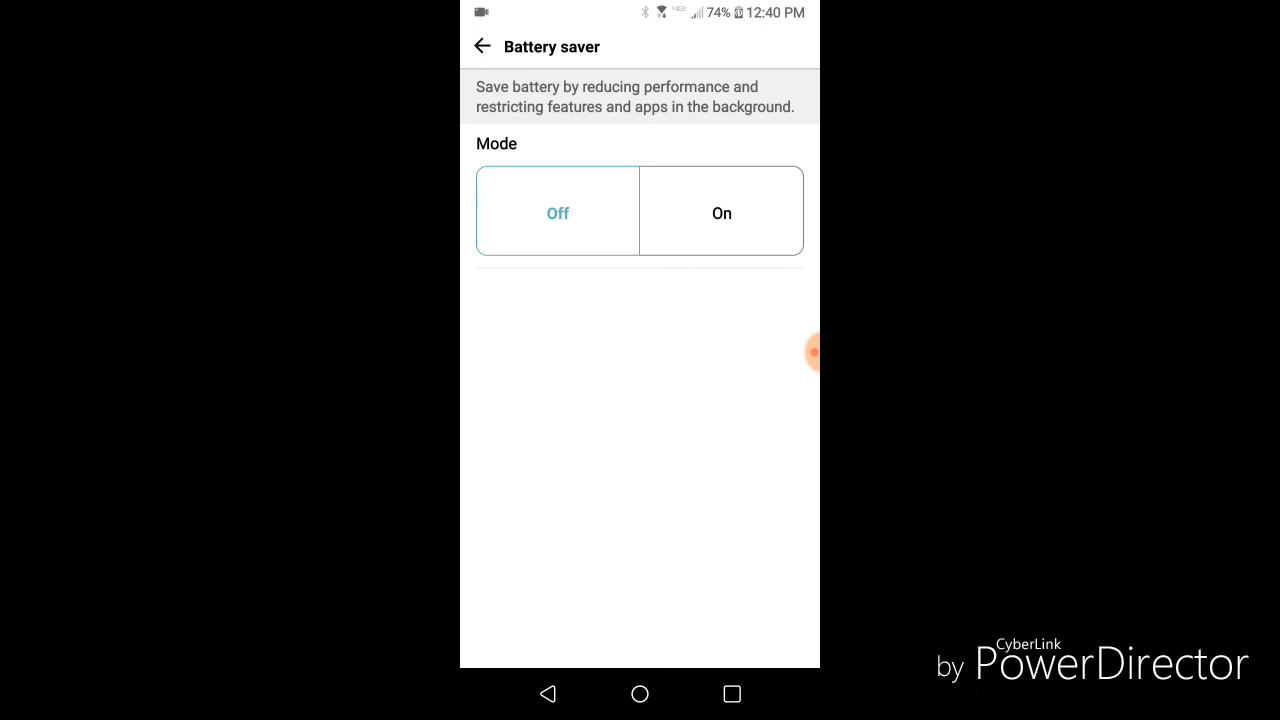 74% 12:40 PM
Battery saver
Save battery by reducing performance and
restricting features and apps in the background.
Mode
Off
On
CyberLink
by PowerDirector